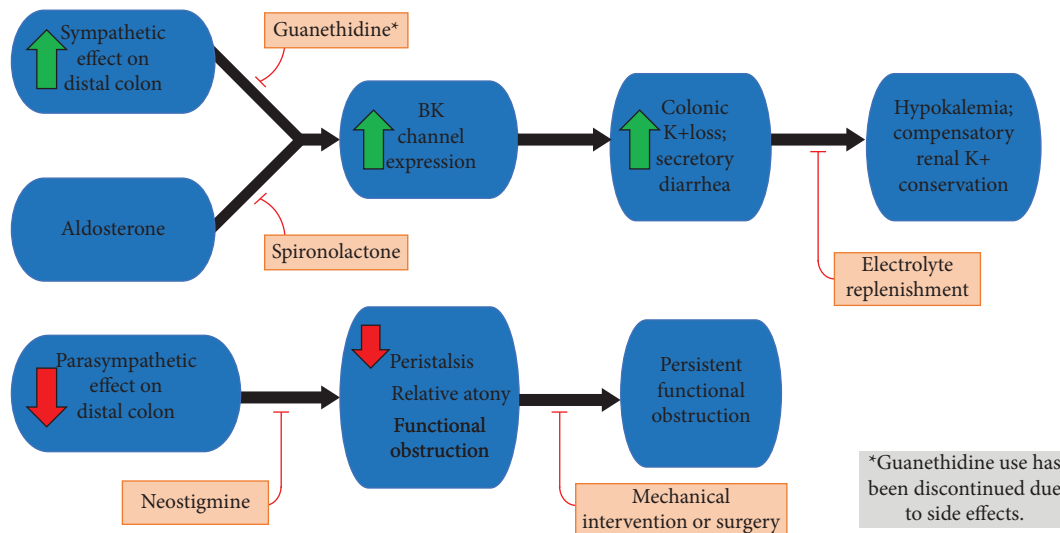 Sympathetic
effect on
distal colon
Guanethidine*
Aldosterone
Spironolactone
BK
channel
expression
Colonic
K+loss;
secretory
diarrhea
Hypokalemia;
compensatory
renal K+
conservation
Electrolyte
replenishment
Parasympathetic
effect on
distal colon
Neostigmine
Peristalsis
Relative atony
Functional
obstruction
Mechanical
intervention or surgery
Persistent
functional
obstruction
*Guanethidine use has
been discontinued due
to side effects.